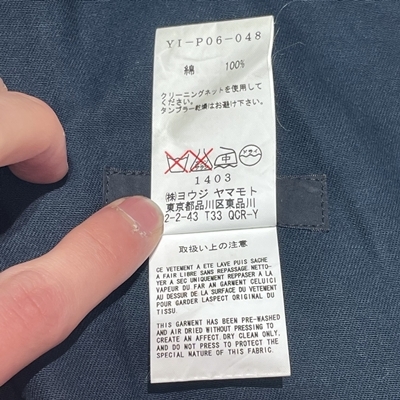 YI-P06-048
綿 100%
クリーニングネットを使用して
ください。
タンブラー乾燥はお避け下さい。
ドライ
1403
㈱ヨウジ ヤマモト
東京都品川区東品川
2-2-43 T33 QCR-Y
取扱い上の注意
CE VETEMENT A ETE LAVE PUIS SACHE
A L'AIR LIBRE SANS REPASSAGE. NETTO-
YER A SEC UNIQUEMENT REPPASER A LA
VAPEUR DU FAR AN GARMENT CELUICI
AU DESSUR DE LA SURFACE DU VETEMENT
POUR GARDER LASPECT ORIGINAL DU
TISSU.
THIS GARMENT HAS BEEN PRE-WASHED
AND AIR DRIED WITHOUT PRESSING TO
CREATE AN AFFECT.DRY CLEAN ONLY.
AND DO NOT PRESS TO PROTECT THE
SPECIAL NATURE OF THIS FABRIC.